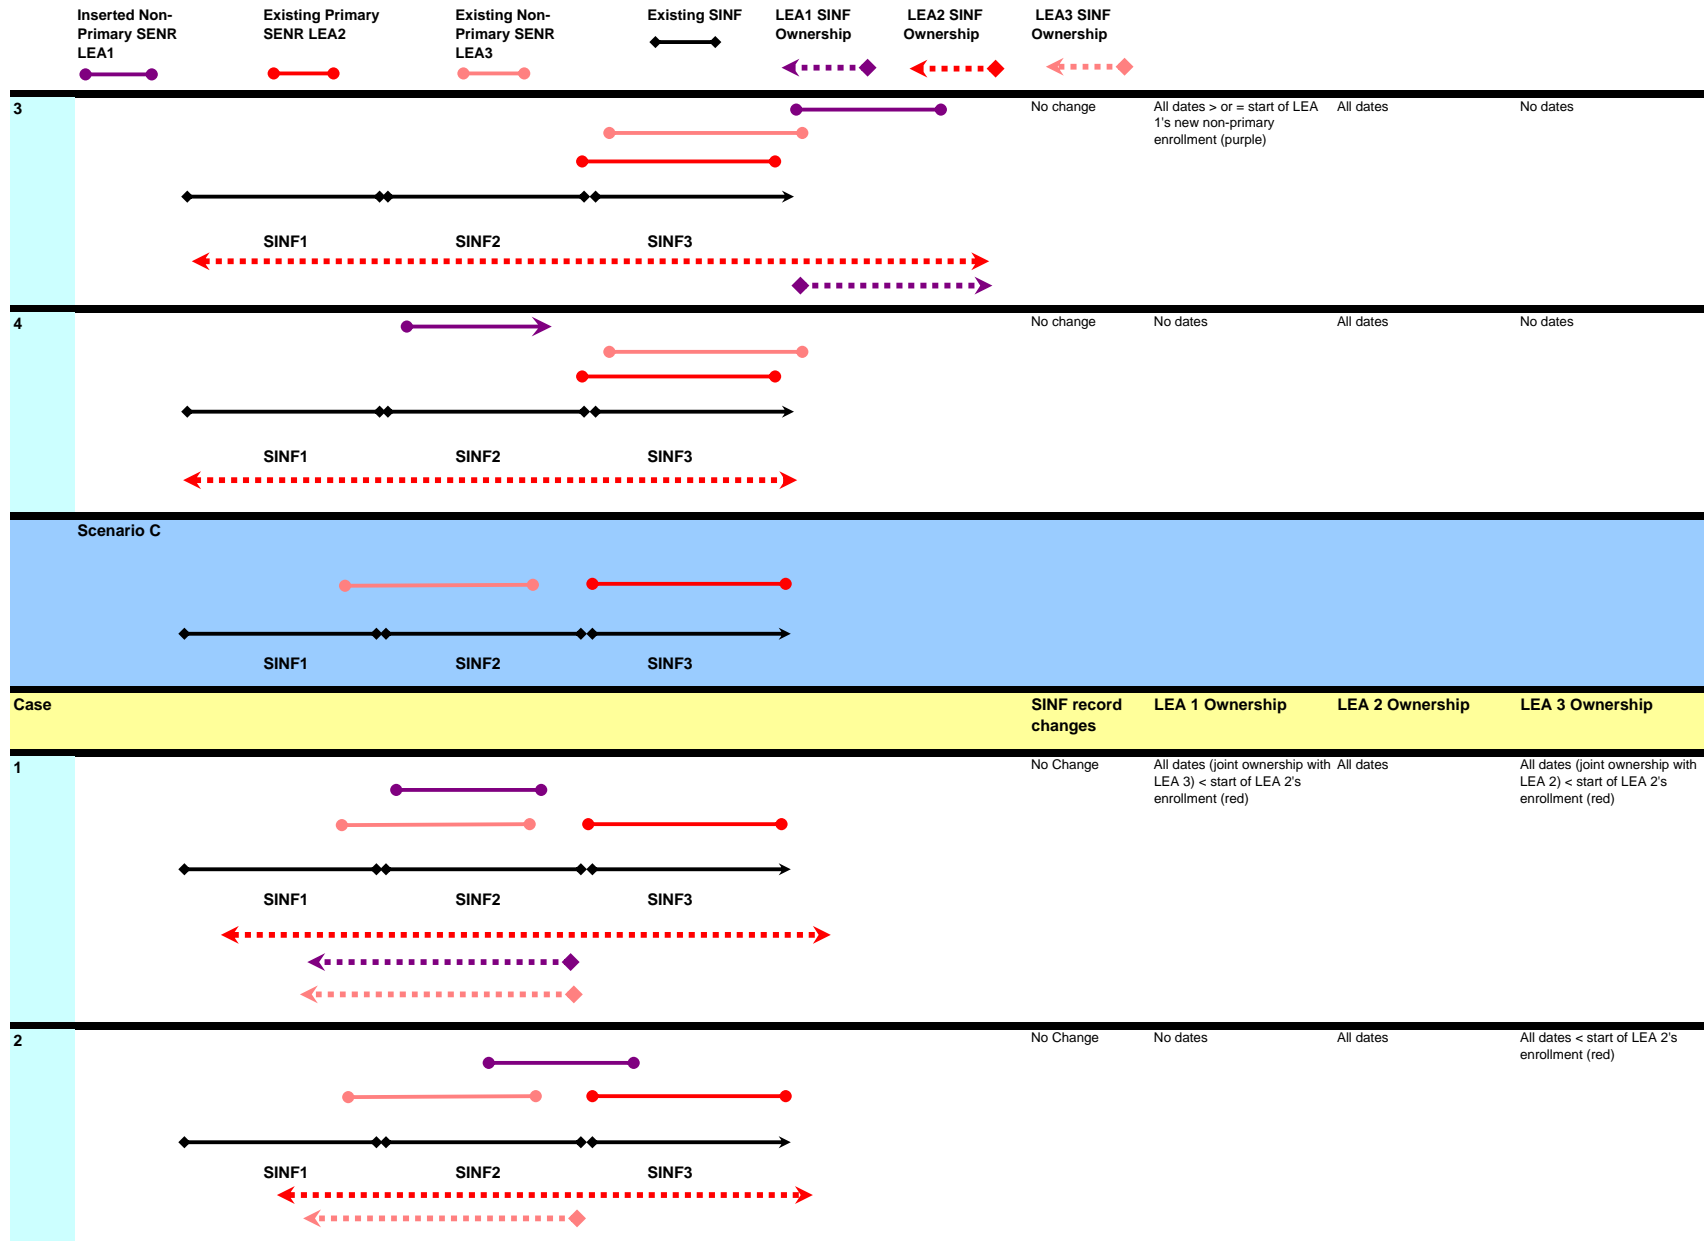 Inserted Non-
Primary SENR
LEA1
Existing Primary
SENR LEA2
Existing Non-
Primary SENR
LEA3
Existing SINF
LEA1 SINF
Ownership
LEA2 SINF
Ownership
LEA3 SINF
Ownership
3
No change
All dates > or = start of LEA
1's new non-primary
enrollment (purple)
All dates
No dates
SINF1
SINF2
SINF3
4
No change
No dates
All dates
No dates
SINF1
SINF2
SINF3
Scenario C
SINF1
SINF2
SINF3
Case
SINF record
changes
LEA 1 Ownership
LEA 2 Ownership
LEA 3 Ownership
1
No Change
All dates (joint ownership with
LEA 3) < start of LEA 2's
enrollment (red)
All dates
All dates (joint ownership with
LEA 2) < start of LEA 2's
enrollment (red)
SINF1
SINF2
SINF3
2
No Change
No dates
All dates
All dates < start of LEA 2's
enrollment (red)
SINF1
SINF2
SINF3